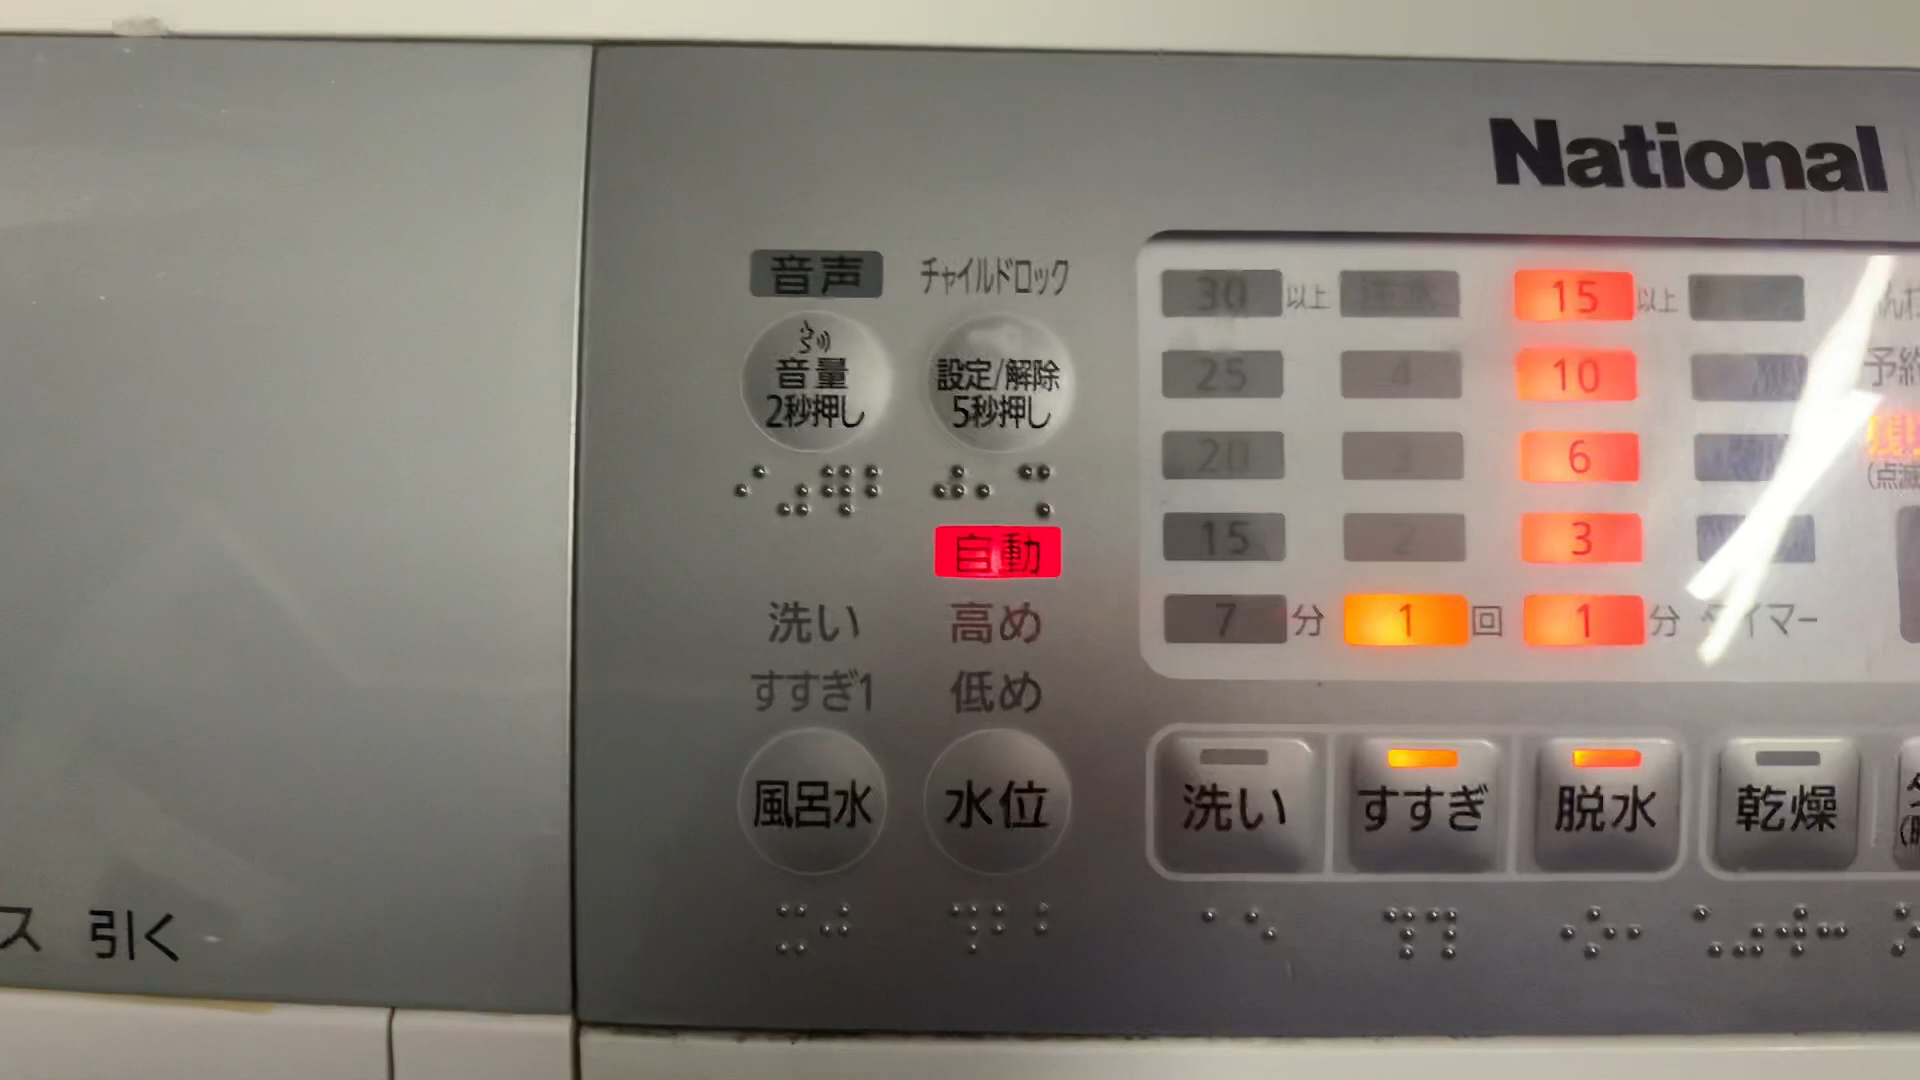 National
音声 チャイルドロック
音量
2秒押し
設定/解除
5秒押し
自動
洗い 高め
すすぎ1 低め
風呂水 水位
30 以上 注水 15 以上
25 4 10 予約
20 3 6
15 2 3
7 分 1 回 1 分 タイマー
洗い すすぎ 脱水 乾燥
ス 引く